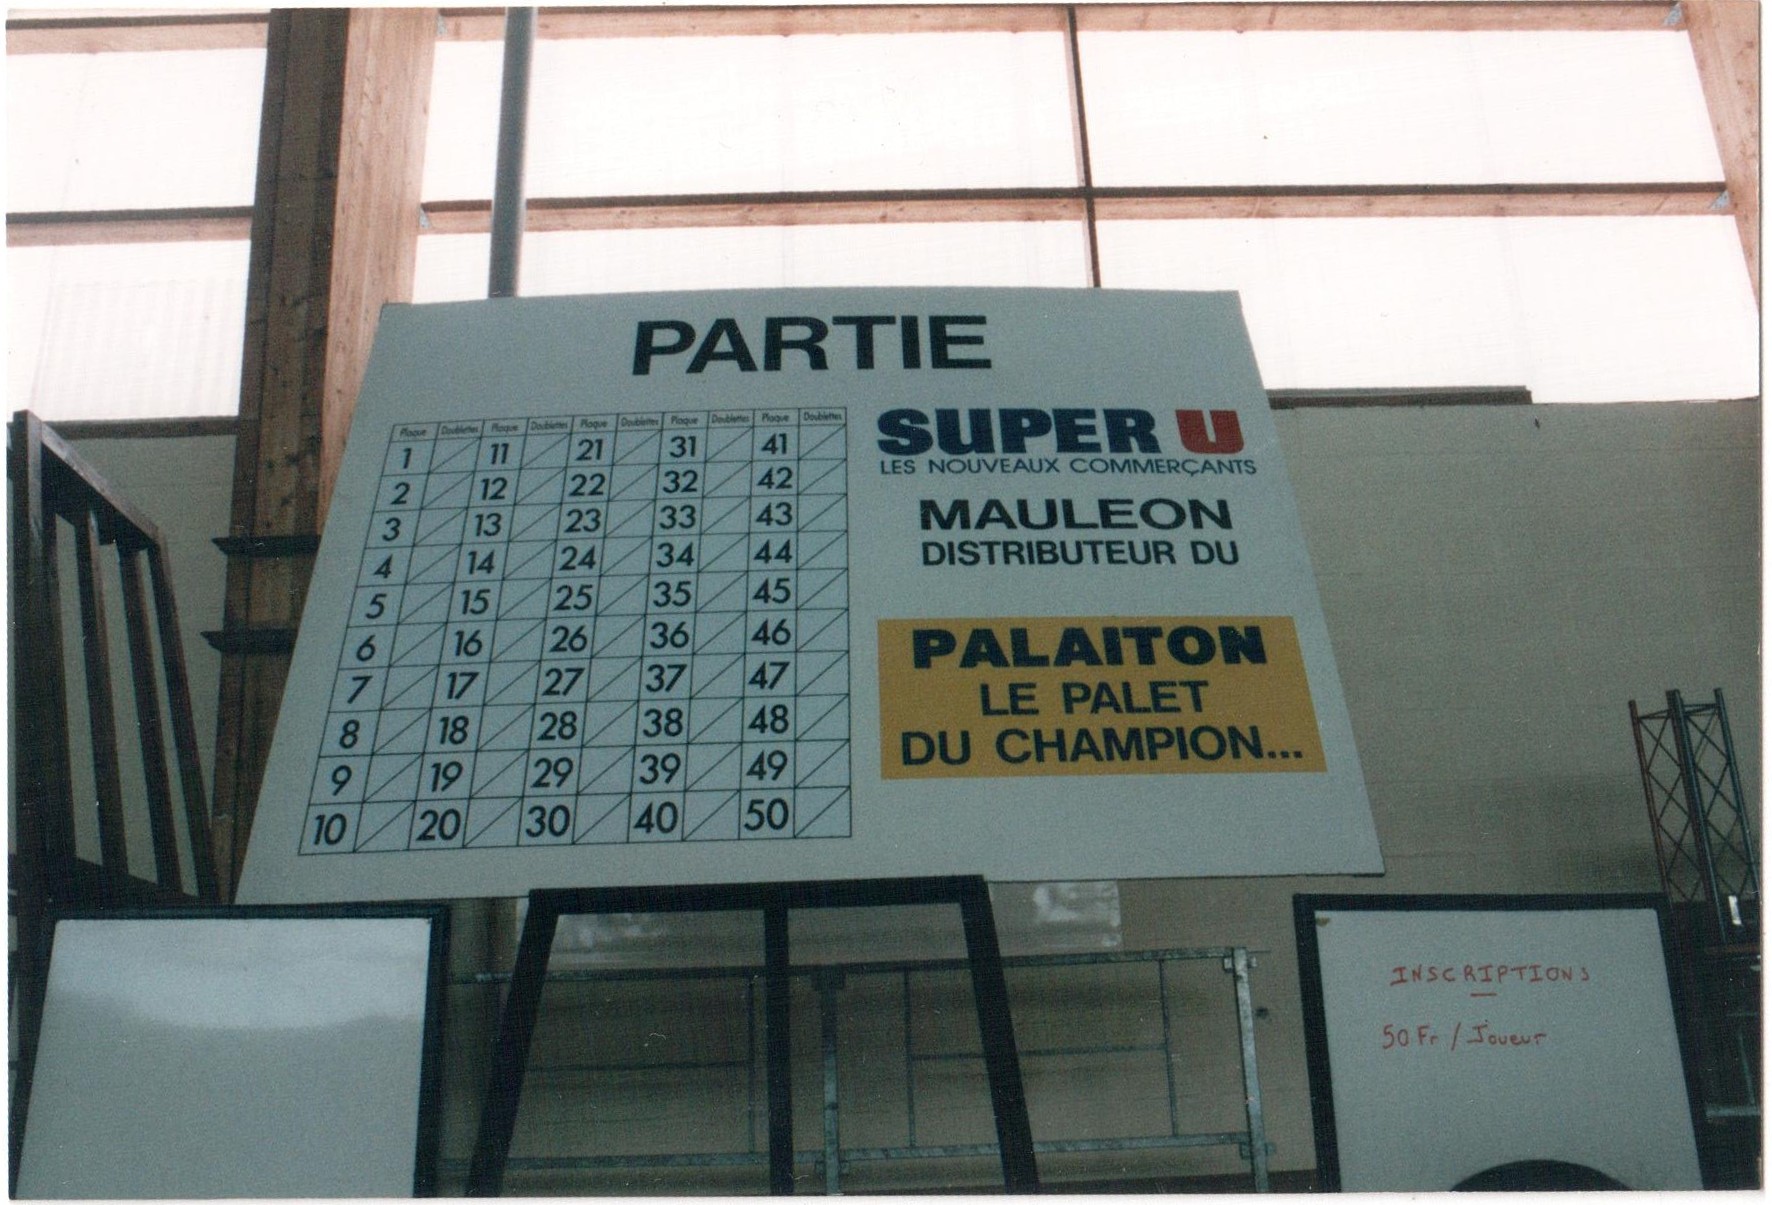 PARTIE
Plaque Doublettes Plaque Doublettes Plaque Doublettes Plaque Doublettes Plaque Doublettes
1 11 21 31 41
2 12 22 32 42
3 13 23 33 43
4 14 24 34 44
5 15 25 35 45
6 16 26 36 46
7 17 27 37 47
8 18 28 38 48
9 19 29 39 49
10 20 30 40 50
SUPER U
LES NOUVEAUX COMMERÇANTS
MAULEON
DISTRIBUTEUR DU
PALAITON
LE PALET
DU CHAMPION...
INSCRIPTIONS
50 Fr / Joueur